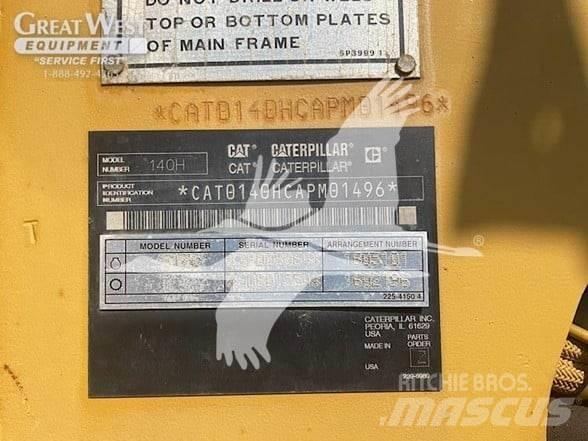 GREAT WEST
EQUIPMENT
"SERVICE FIRST"
TOP OR BOTTOM PLATES
OF MAIN FRAME
*CAT0140HCAPM01496*
MODEL NUMBER 140H
CAT CATERPILLAR
CAT CATERPILLAR
PRODUCT IDENTIFICATION NUMBER *CAT0140HCAPM01496*
MODEL NUMBER SERIAL NUMBER ARRANGEMENT NUMBER
225-4150 4
CATERPILLAR INC.
PEORIA, IL 61629
USA
MADE IN USA
PARTS ORDER 2
RITCHIE BROS.
MASCUS